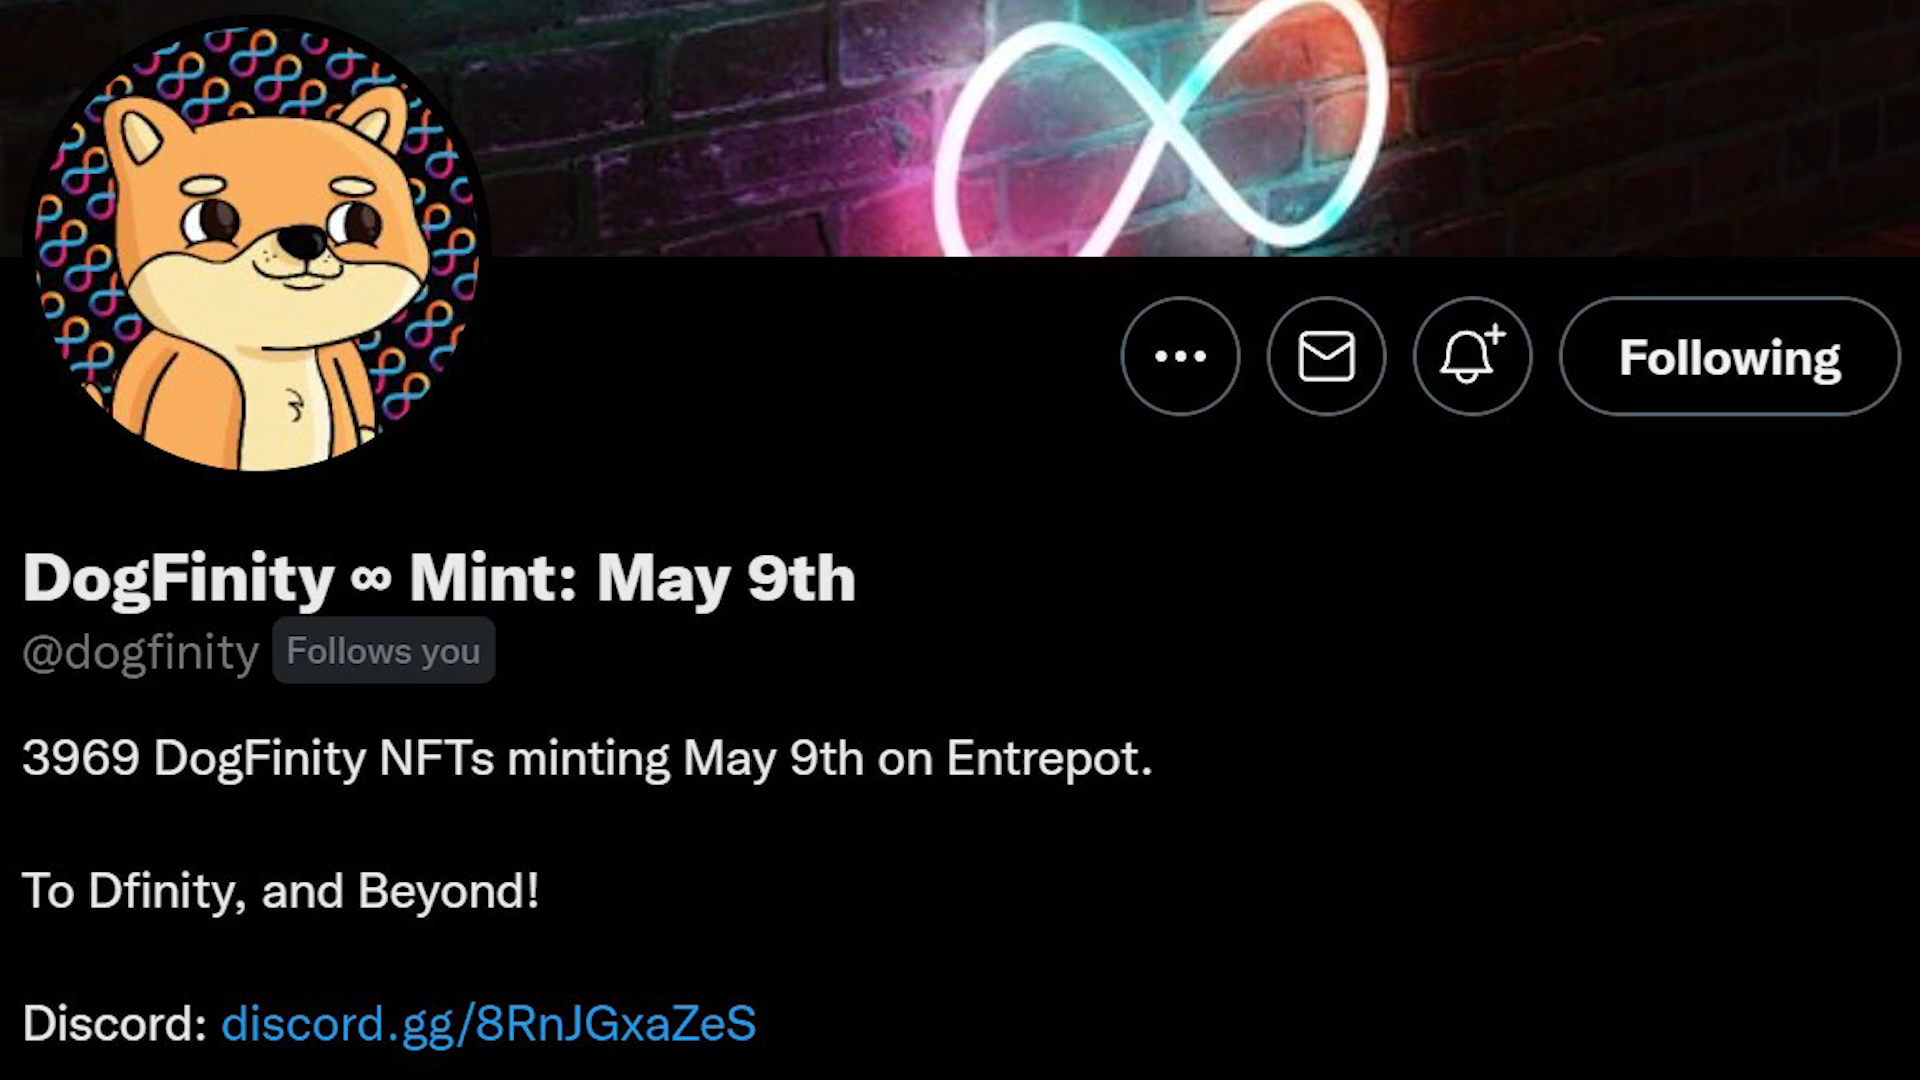 Following
DogFinity ∞ Mint: May 9th
@dogfinity Follows you
3969 DogFinity NFTs minting May 9th on Entrepot.
To Dfinity, and Beyond!
Discord: discord.gg/8RnJGxaZeS